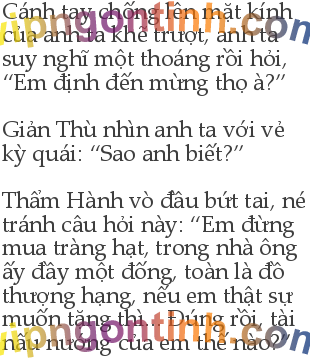 Cánh tay chống lên mặt kính
của anh ta khẽ trượt, anh ta
suy nghĩ một thoáng rồi hỏi,
“Em định đến mừng thọ à?”
Giản Thù nhìn anh ta với vẻ
kỳ quái: “Sao anh biết?”
Thẩm Hành vò đầu bứt tai, né
tránh câu hỏi này: “Em đừng
mua tràng hạt, trong nhà ông
ấy đầy một đống, toàn là đồ
thượng hạng, nếu em thật sự
muốn tặng thì... Đúng rồi, tài
nấu nướng của em thế nào?”
vipngontinh.com
vipngontinh.com